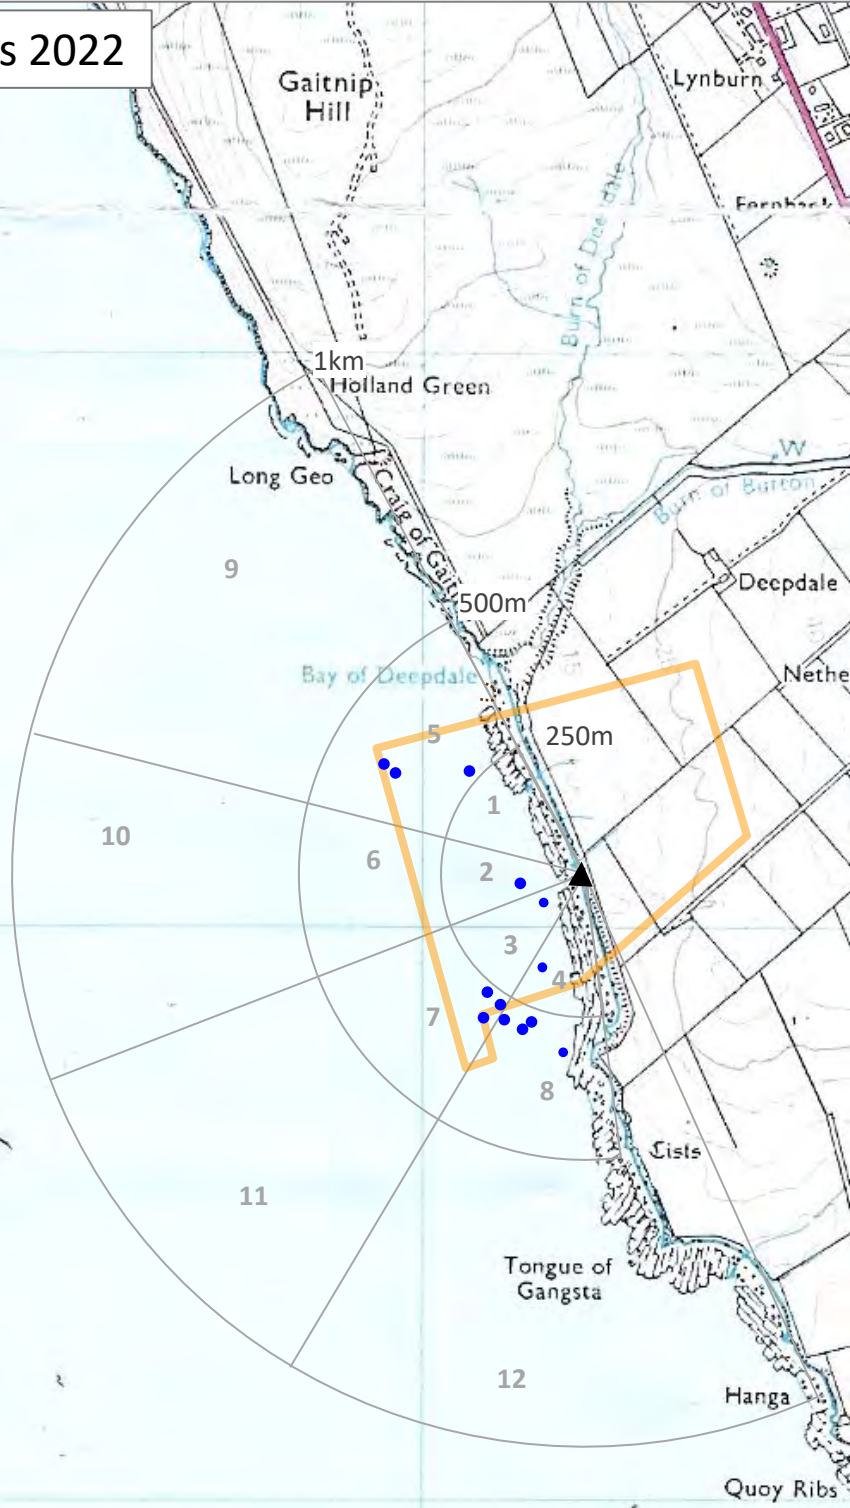 s 2022
Gaitnip
Hill
Lynburn
Burn of Deepdale
1km
Holland Green
W
Long Geo
Craig of Gait
Burn of Burton
9
500m
Deepdale
15
Bay of Deepdale
Nethe
5
250m
1
10
6
2
3
4
7
8
Cists
11
Tongue of
Gangsta
12
Hanga
Quoy Ribs